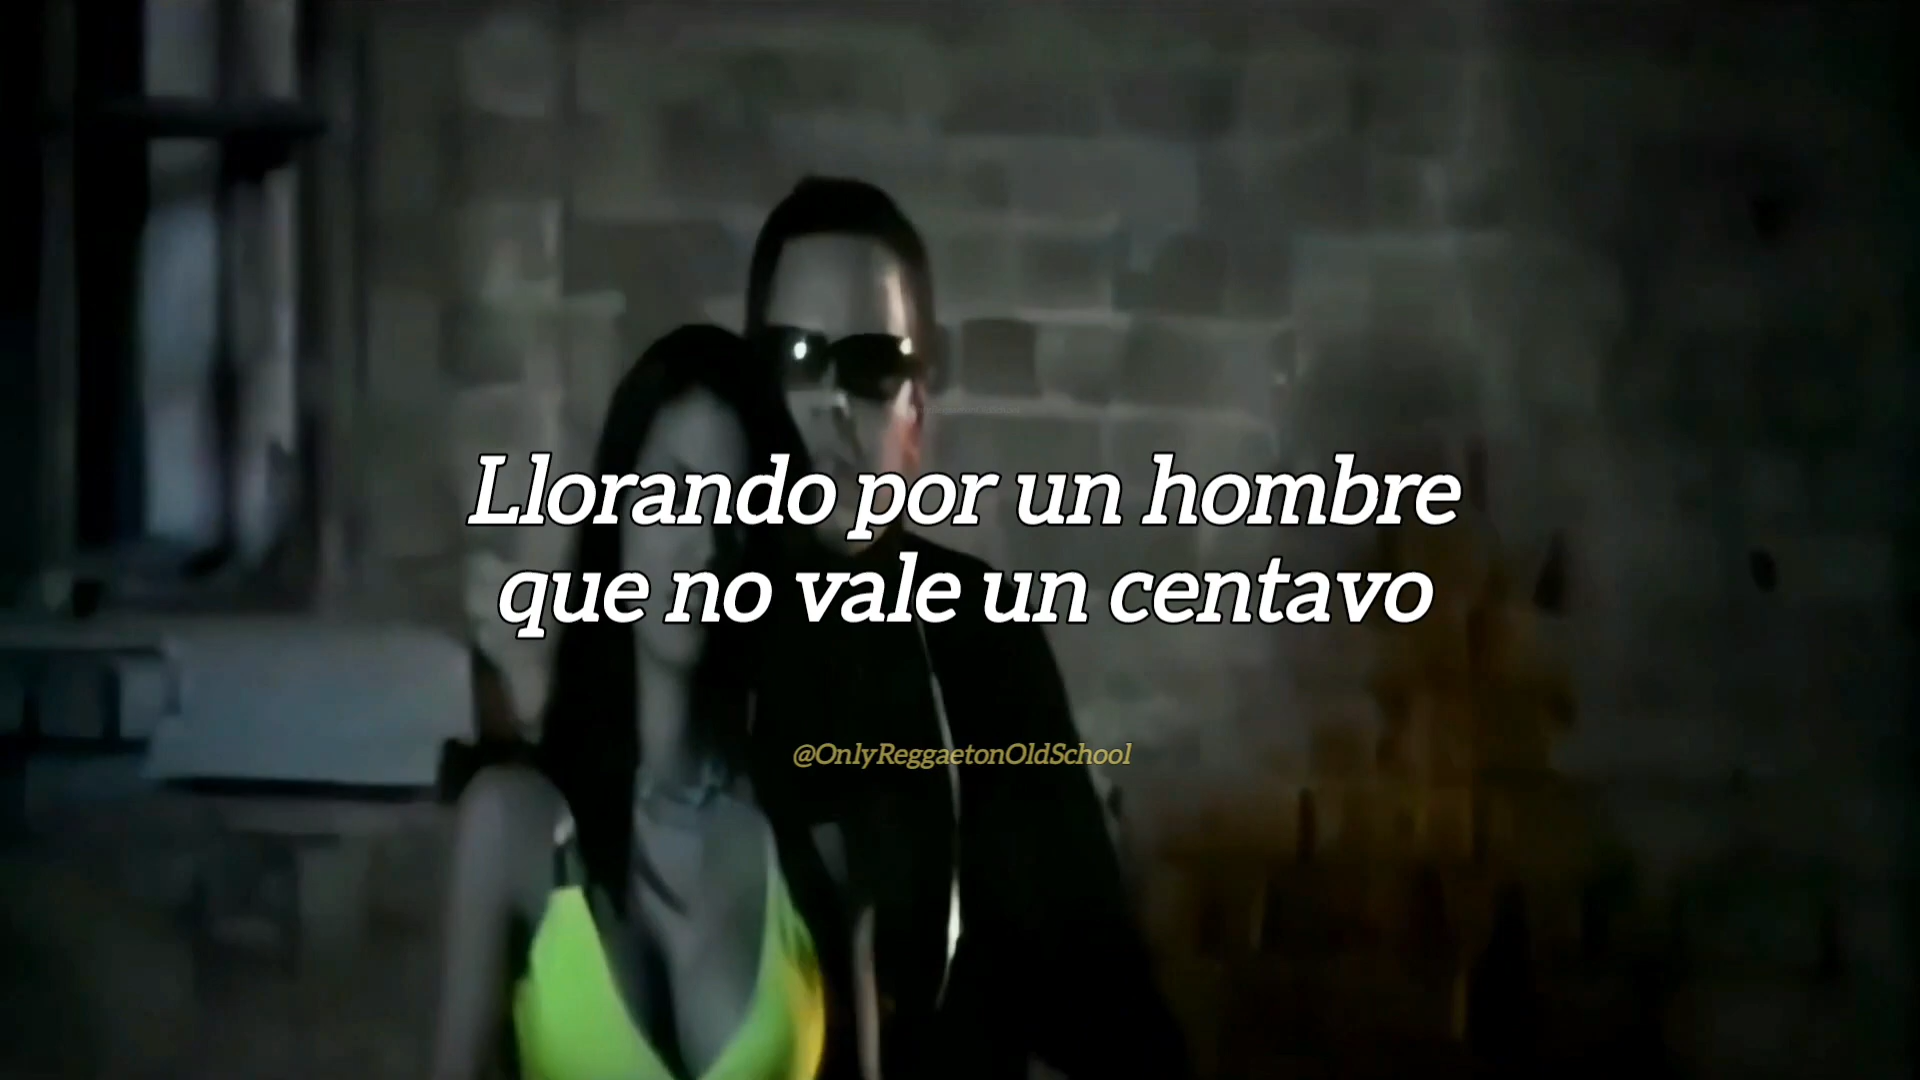 Llorando por un hombre
que no vale un centavo
@OnlyReggaetonOldSchool